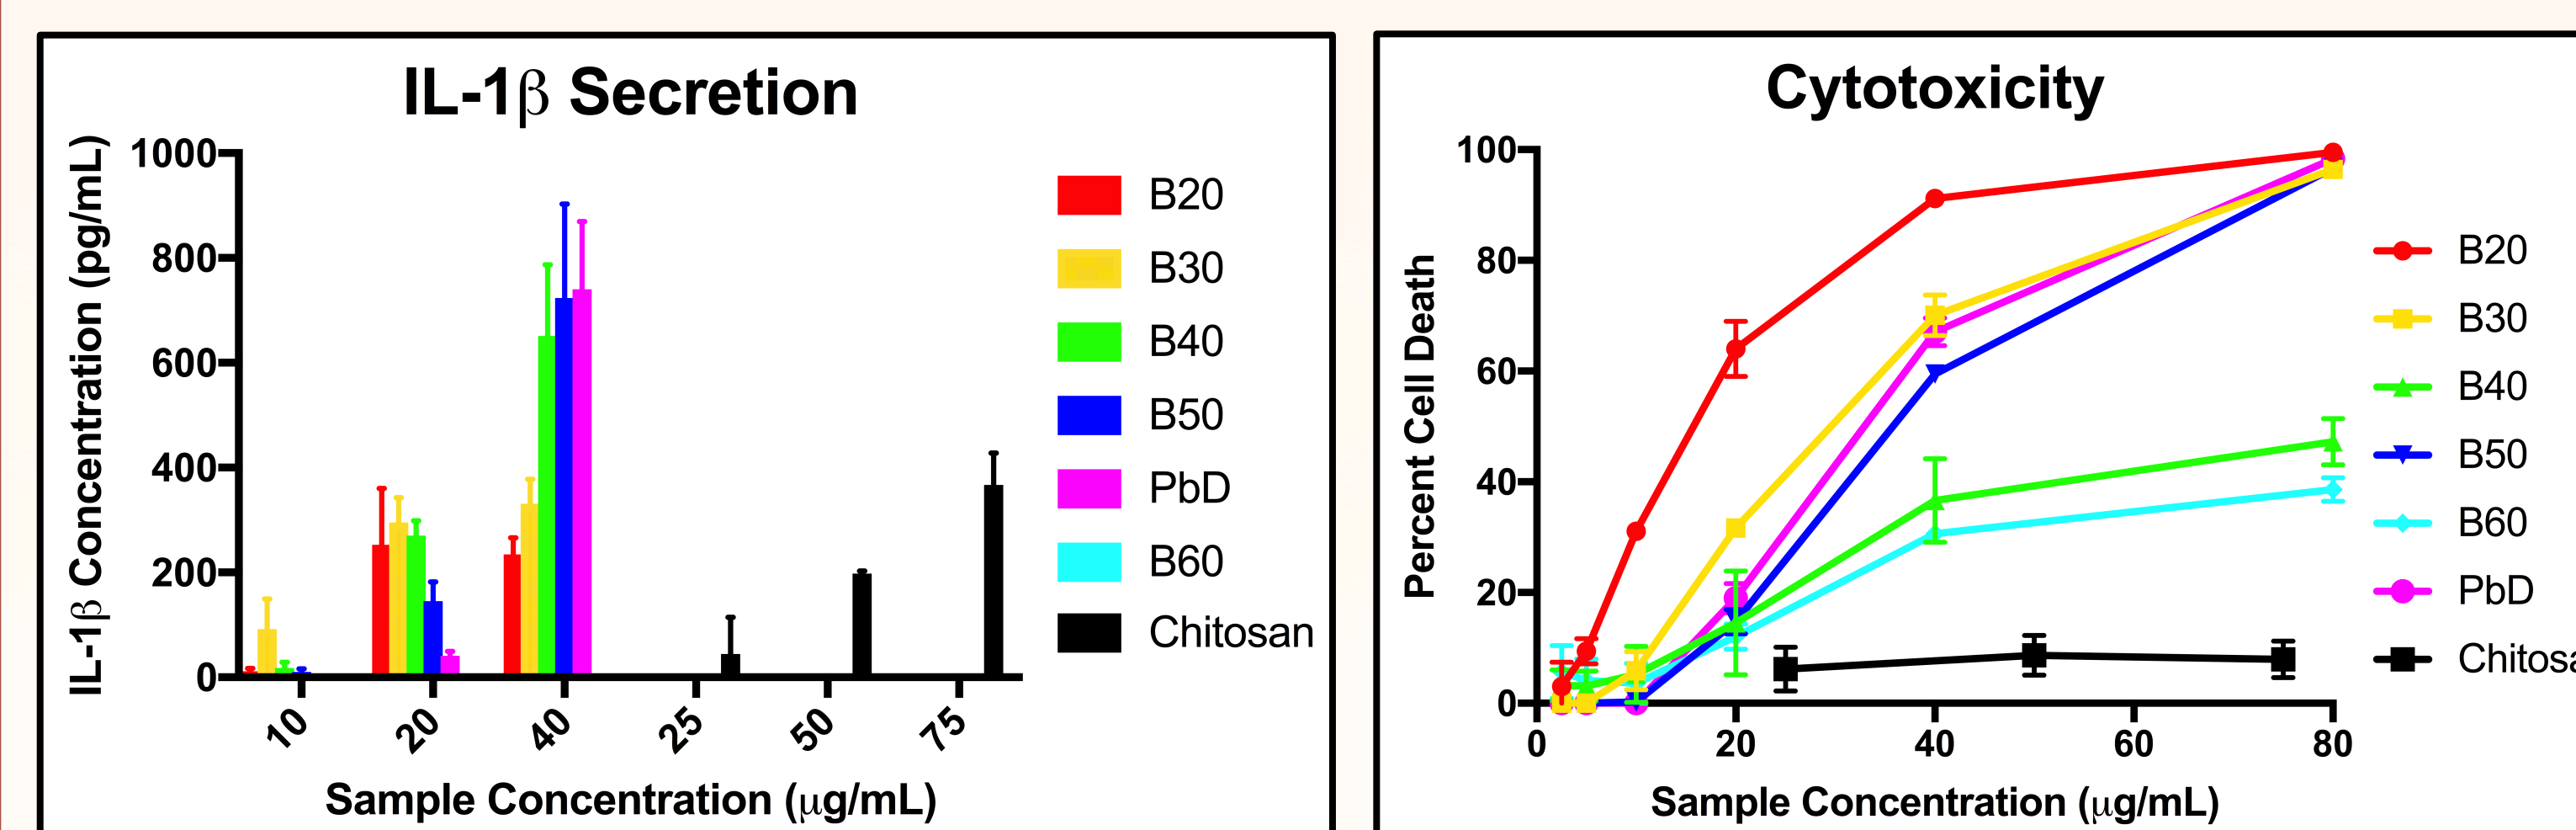 IL-1β Secretion
IL-1β Concentration (pg/mL)
1000
800
600
400
200
0
10
20
40
25
50
75
Sample Concentration (μg/mL)
B20
B30
B40
B50
PbD
B60
Chitosan
Cytotoxicity
Percent Cell Death
100
80
60
40
20
0
0
20
40
60
80
Sample Concentration (μg/mL)
B20
B30
B40
B50
B60
PbD
Chitosa